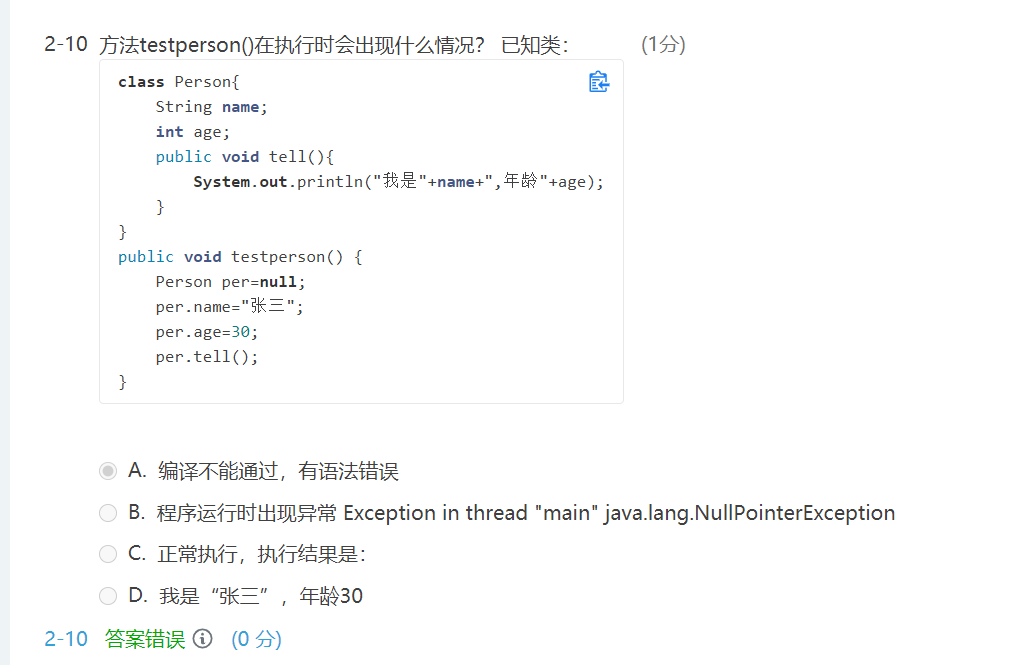 2-10 方法testperson()在执行时会出现什么情况？ 已知类： (1分)
class Person{
    String name;
    int age;
    public void tell(){
        System.out.println("我是"+name+",年龄"+age);
    }
}
public void testperson() {
    Person per=null;
    per.name="张三";
    per.age=30;
    per.tell();
}
A. 编译不能通过，有语法错误
B. 程序运行时出现异常 Exception in thread "main" java.lang.NullPointerException
C. 正常执行，执行结果是：
D. 我是“张三”，年龄30
2-10 答案错误 (0 分)